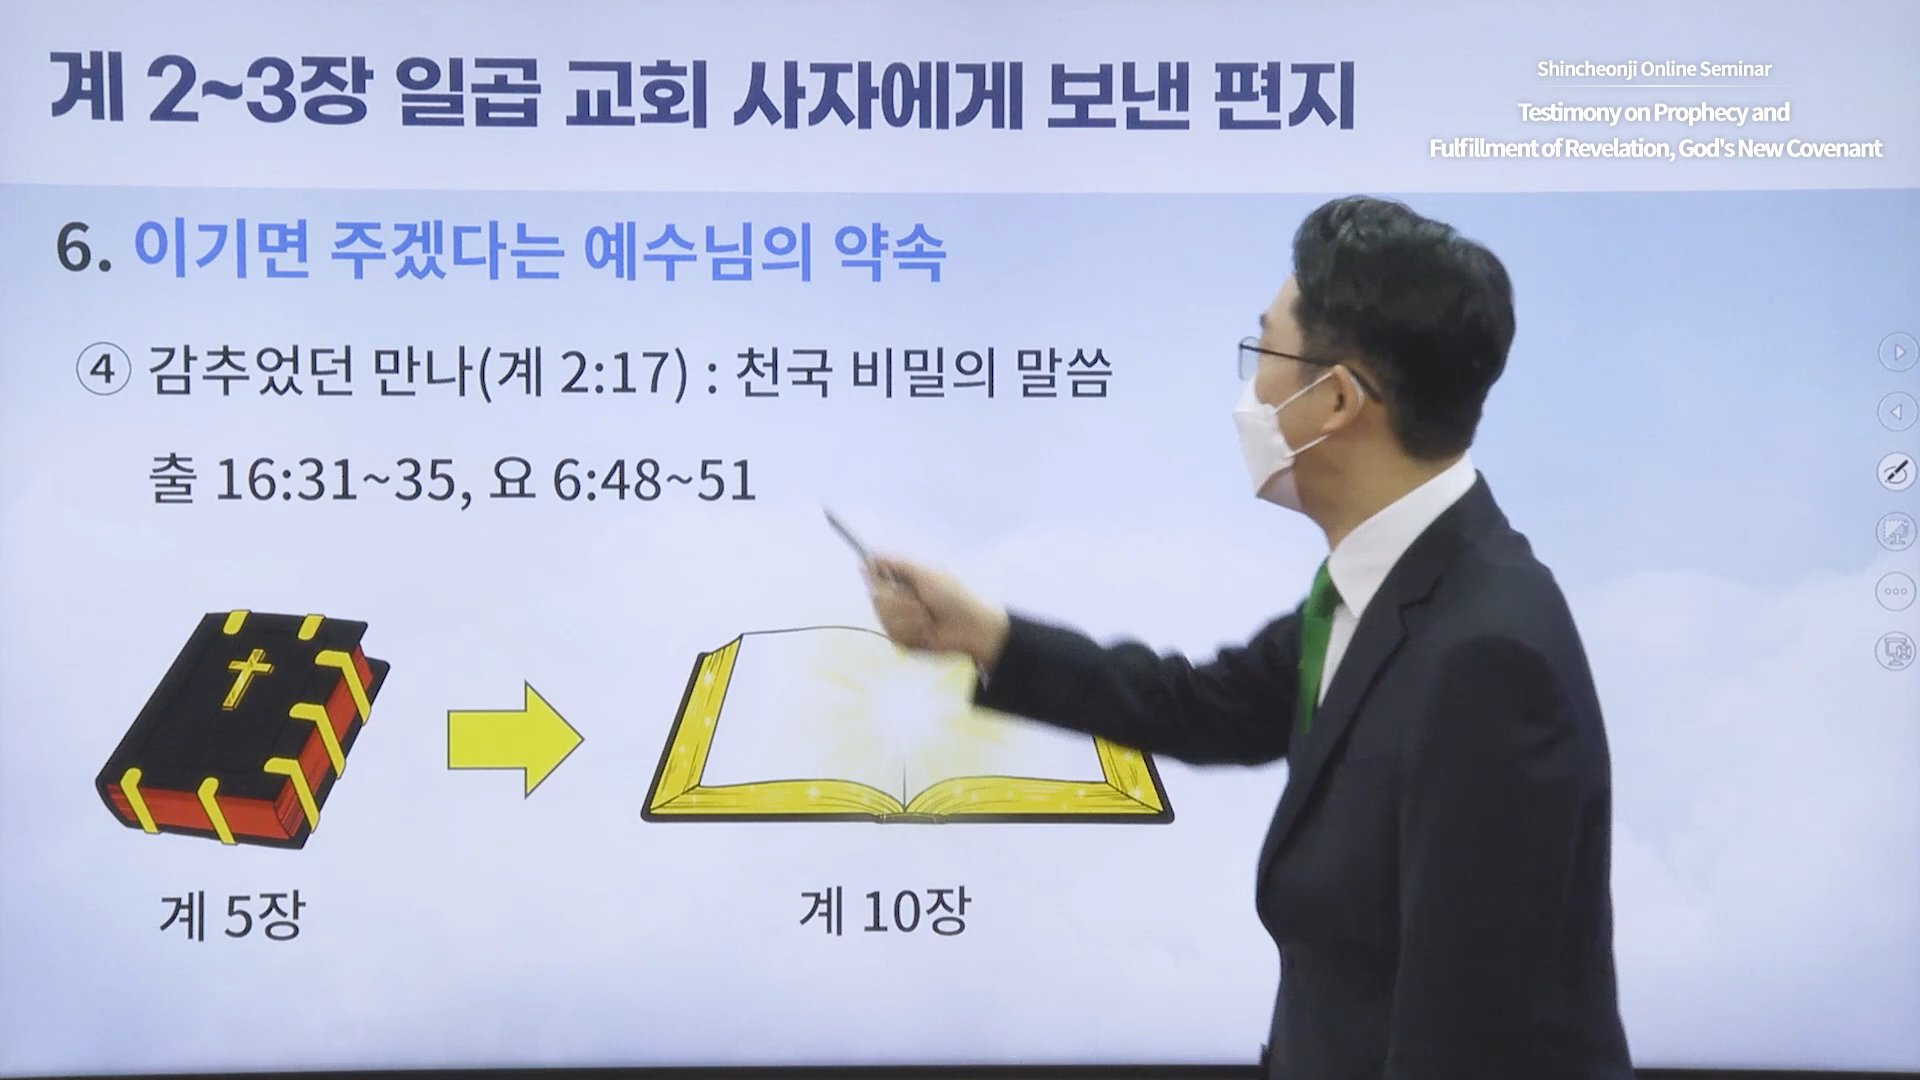 계 2~3장 일곱 교회 사자에게 보낸 편지
Shincheonji Online Seminar
Testimony on Prophecy and
Fulfillment of Revelation, God's New Covenant
6. 이기면 주겠다는 예수님의 약속
④ 감추었던 만나(계 2:17) : 천국 비밀의 말씀
출 16:31~35, 요 6:48~51
계 5장
계 10장